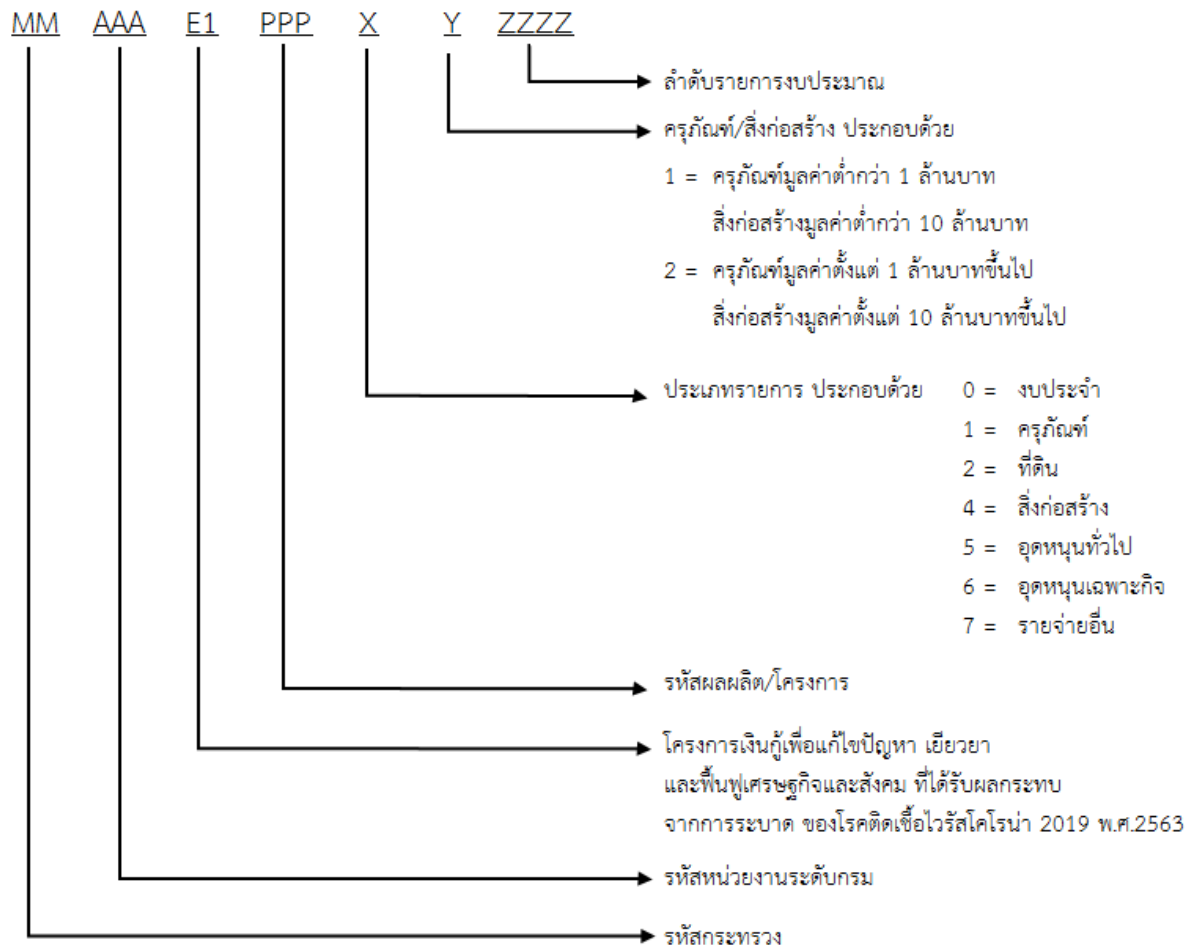 MM AAA E1 PPP X Y ZZZZ
ลำดับรายการงบประมาณ
ครุภัณฑ์/สิ่งก่อสร้าง ประกอบด้วย
1 = ครุภัณฑ์มูลค่าต่ำกว่า 1 ล้านบาท
สิ่งก่อสร้างมูลค่าต่ำกว่า 10 ล้านบาท
2 = ครุภัณฑ์มูลค่าตั้งแต่ 1 ล้านบาทขึ้นไป
สิ่งก่อสร้างมูลค่าตั้งแต่ 10 ล้านบาทขึ้นไป
ประเภทรายการ ประกอบด้วย 0 = งบประจำ
1 = ครุภัณฑ์
2 = ที่ดิน
4 = สิ่งก่อสร้าง
5 = อุดหนุนทั่วไป
6 = อุดหนุนเฉพาะกิจ
7 = รายจ่ายอื่น
รหัสผลผลิต/โครงการ
โครงการเงินกู้เพื่อแก้ไขปัญหา เยียวยา
และฟื้นฟูเศรษฐกิจและสังคม ที่ได้รับผลกระทบ
จากการระบาด ของโรคติดเชื้อไวรัสโคโรน่า 2019 พ.ศ.2563
รหัสหน่วยงานระดับกรม
รหัสกระทรวง